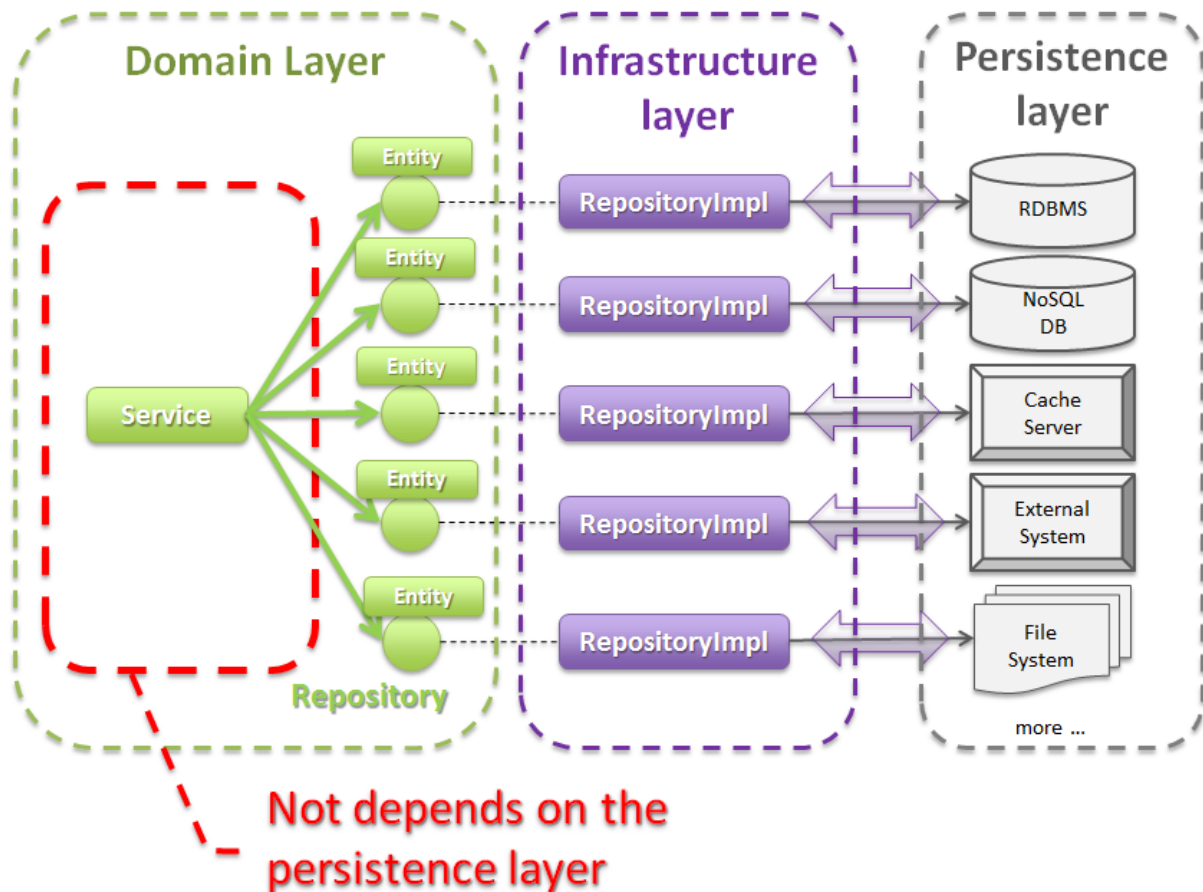 Domain Layer
Infrastructure
layer
Persistence
layer
Entity
RepositoryImpl
RDBMS
Entity
RepositoryImpl
NoSQL
DB
Service
Entity
RepositoryImpl
Cache
Server
Entity
RepositoryImpl
External
System
Entity
RepositoryImpl
File
System
Repository
more ...
Not depends on the
persistence layer